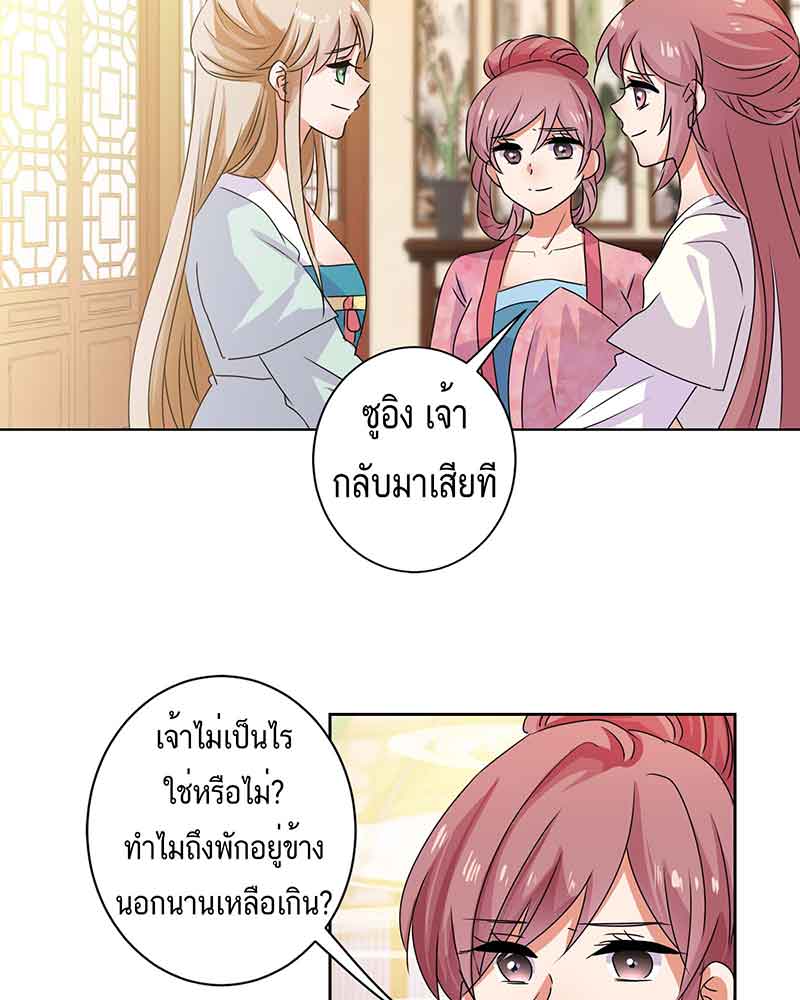 ซูอิง เจ้า
กลับมาเสียที
เจ้าไม่เป็นไร
ใช่หรือไม่?
ทำไมถึงพักอยู่ข้าง
นอกนานเหลือเกิน?